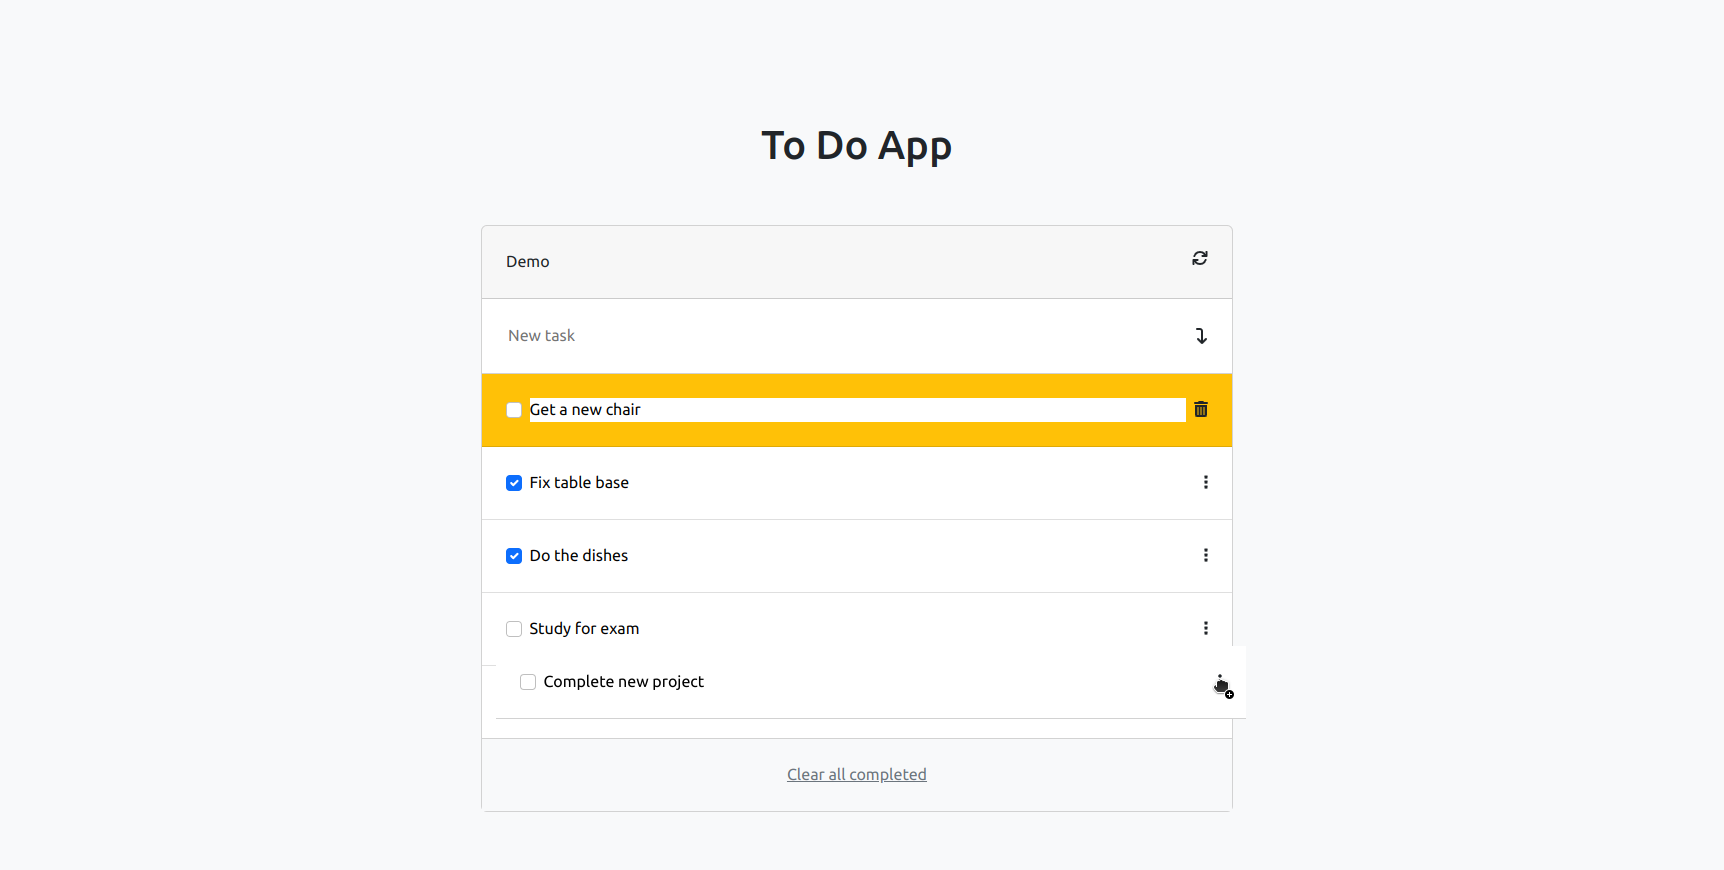 To Do App
Demo
New task
Get a new chair
Fix table base
Do the dishes
Study for exam
Complete new project
Clear all completed